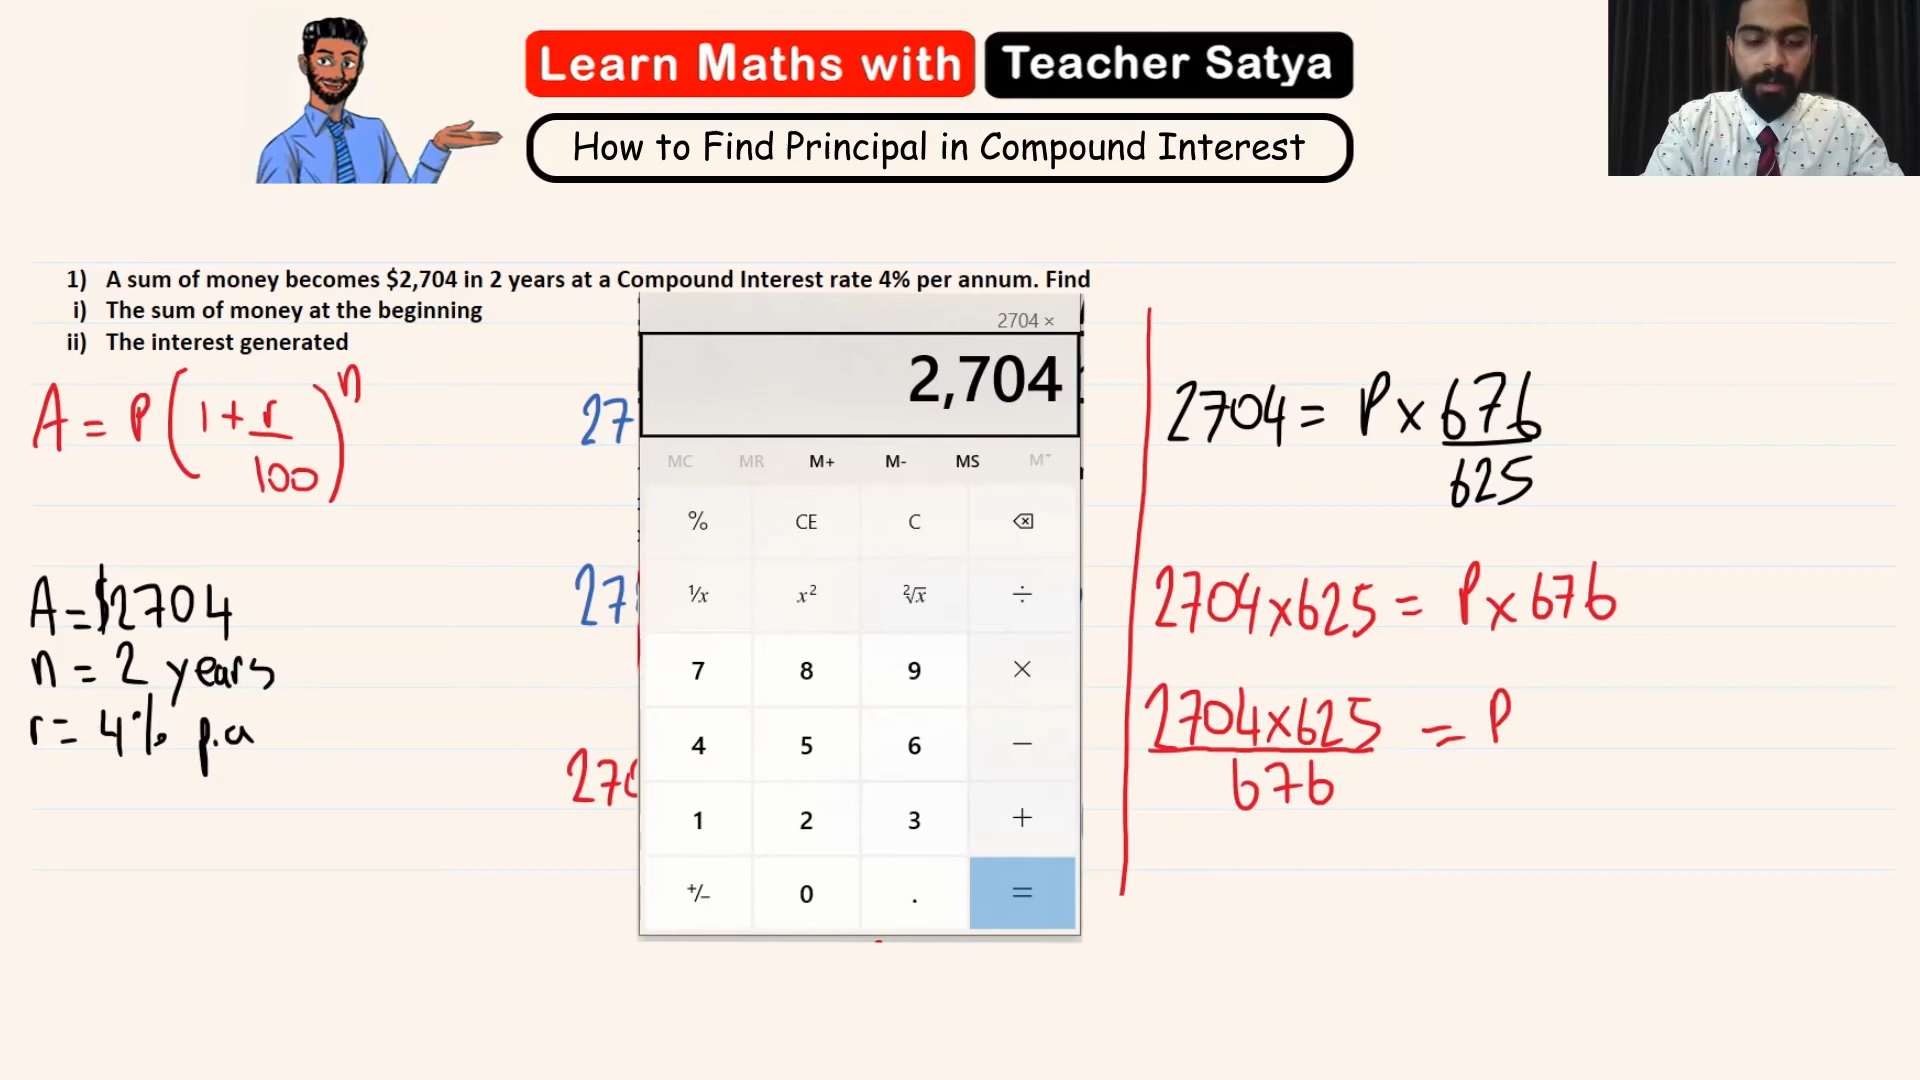 Learn Maths with Teacher Satya
How to Find Principal in Compound Interest
1) A sum of money becomes $2,704 in 2 years at a Compound Interest rate 4% per annum. Find
i) The sum of money at the beginning
ii) The interest generated
A = P(1 + r/100)^n
A = $2704
n = 2 years
r = 4% p.a
27
27
270
2704 ×
2,704
MC MR M+ M- MS M˅
% CE C ⌫
1/x x² ²√x ÷
7 8 9 ×
4 5 6 −
1 2 3 +
+/− 0 . =
2704 = P × 676/625
2704 × 625 = P × 676
2704 × 625/676 = P